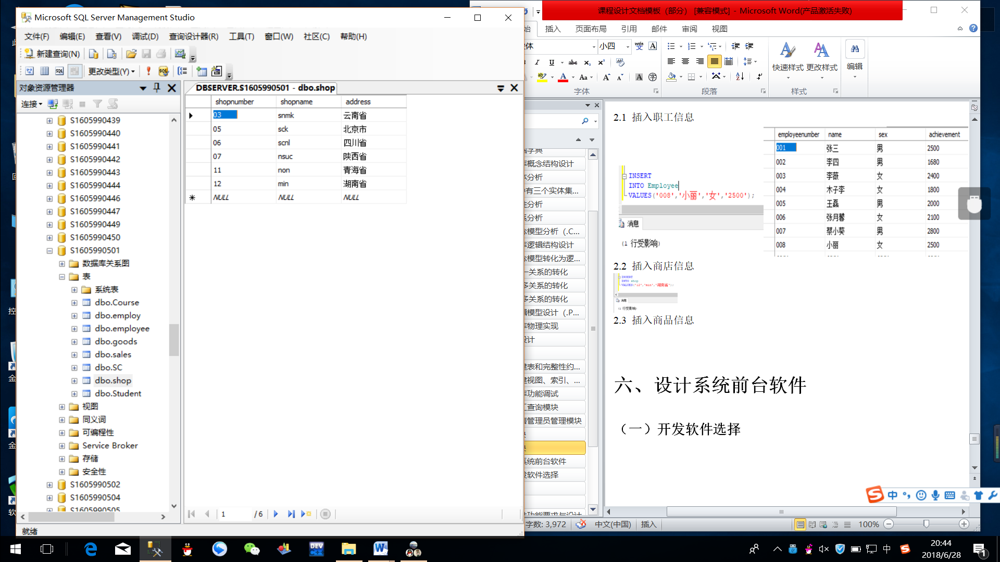 Microsoft SQL Server Management Studio
文件(F) 编辑(E) 查看(V) 调试(D) 查询设计器(R) 工具(T) 窗口(W) 社区(C) 帮助(H)
新建查询(N)
更改类型(Y)
对象资源管理器
连接
S1605990439
S1605990440
S1605990441
S1605990442
S1605990443
S1605990444
S1605990446
S1605990447
S1605990449
S1605990450
S1605990501
数据库关系图
表
系统表
dbo.Course
dbo.employ
dbo.employee
dbo.goods
dbo.sales
dbo.SC
dbo.shop
dbo.Student
视图
同义词
可编程性
Service Broker
存储
安全性
S1605990502
S1605990504
S1605990505
就绪
DBSERVER.S1605990501 - dbo.shop
shopnumber shopname address
03 snmk 云南省
05 sck 北京市
06 scnl 四川省
07 nsuc 陕西省
11 non 青海省
12 min 湖南省
NULL NULL NULL
1 / 6
课程设计文档模板（部分） [兼容模式] - Microsoft Word(产品激活失败)
插入 页面布局 引用 邮件 审阅 视图
小四
快速样式 更改样式 编辑
字体 段落 样式
概念结构设计
有三个实体集...
模型分析（.C...
逻辑结构设计
模型转化为逻...
一关系的转化
多关系的转化
多关系的转化
模型设计（.P...
物理实现
设计
表和完整性约...
视图、索引、...
功能调试
查询模块
管理员管理模块
系统前台软件
软件选择
2.1 插入职工信息
INSERT
INTO Employee
VALUES('008','小丽','女','2500');
消息
(1 行受影响)
employeenumber name sex achievement
001 张三 男 2500
002 李四 男 1680
003 李薇 女 2400
004 木子李 女 1800
005 王磊 男 2000
006 张月馨 女 2100
007 蔡小葵 男 2800
008 小丽 女 2500
2.2 插入商店信息
INSERT
INTO shop
VALUES('12','min','湖南省');
消息
(1 行受影响)
2.3 插入商品信息
六、设计系统前台软件
（一）开发软件选择
中
字数: 3,972 中文(中国) 插入 100%
中
20:44
2018/6/28
1